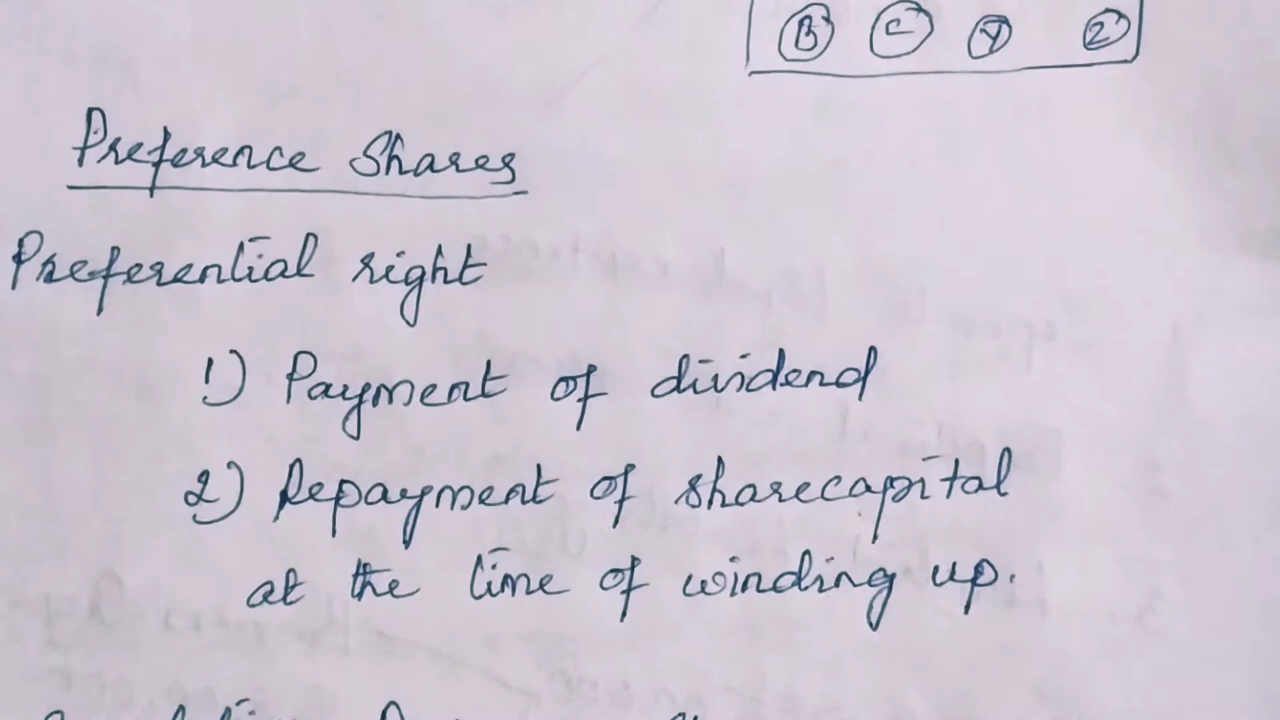 B C Y Z
Preference Shares
Preferential right
1) Payment of dividend
2) Repayment of sharecapital
at the time of winding up.